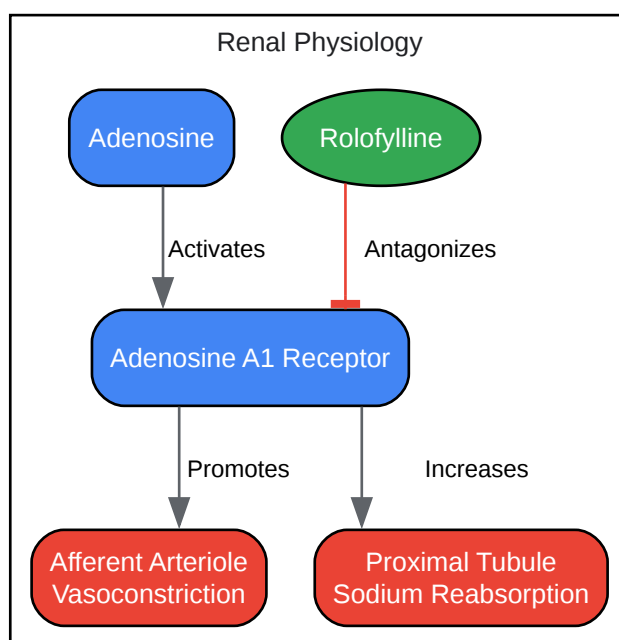 Renal Physiology
Adenosine
Rolofylline
Activates
Antagonizes
Adenosine A1 Receptor
Promotes
Increases
Afferent Arteriole
Vasoconstriction
Proximal Tubule
Sodium Reabsorption